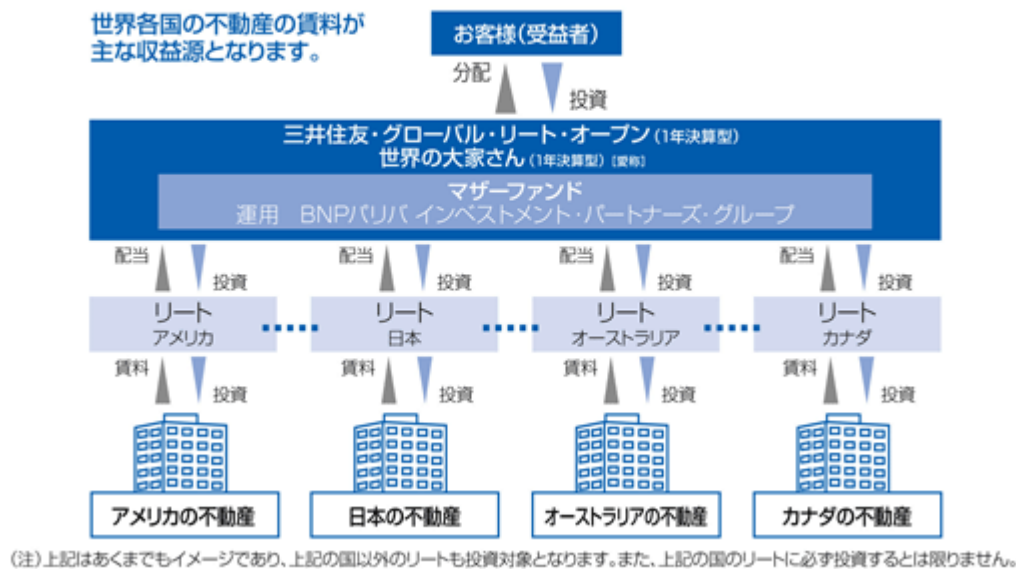 世界各国の不動産の賃料が
主な収益源となります。
お客様(受益者)
分配
投資
三井住友・グローバル・リート・オープン(1年決算型)
世界の大家さん(1年決算型)[愛称]
マザーファンド
運用 BNPパリバ インベストメント・パートナーズ・グループ
配当 投資 配当 投資 配当 投資 配当 投資
リート リート リート リート
アメリカ 日本 オーストラリア カナダ
賃料 投資 賃料 投資 賃料 投資 賃料 投資
アメリカの不動産 日本の不動産 オーストラリアの不動産 カナダの不動産
(注)上記はあくまでもイメージであり、上記の国以外のリートも投資対象となります。また、上記の国のリートに必ず投資するとは限りません。